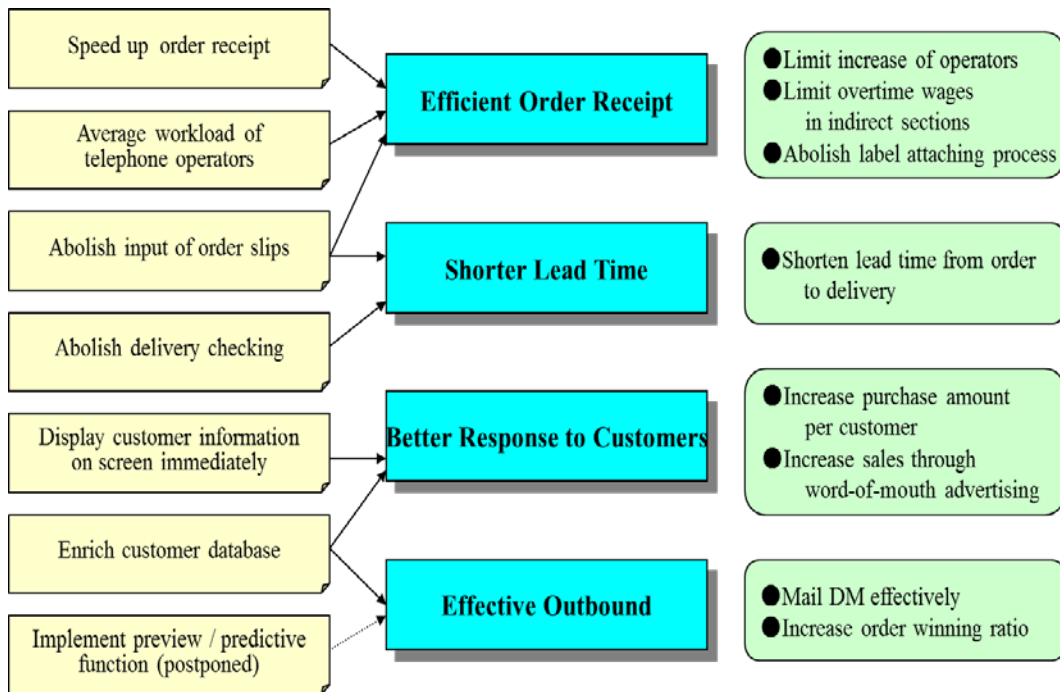 Speed up order receipt
Average workload of
telephone operators
Abolish input of order slips
Abolish delivery checking
Display customer information
on screen immediately
Enrich customer database
Implement preview / predictive
function (postponed)
Efficient Order Receipt
Shorter Lead Time
Better Response to Customers
Effective Outbound
●Limit increase of operators
●Limit overtime wages
in indirect sections
●Abolish label attaching process
●Shorten lead time from order
to delivery
●Increase purchase amount
per customer
●Increase sales through
word-of-mouth advertising
●Mail DM effectively
●Increase order winning ratio